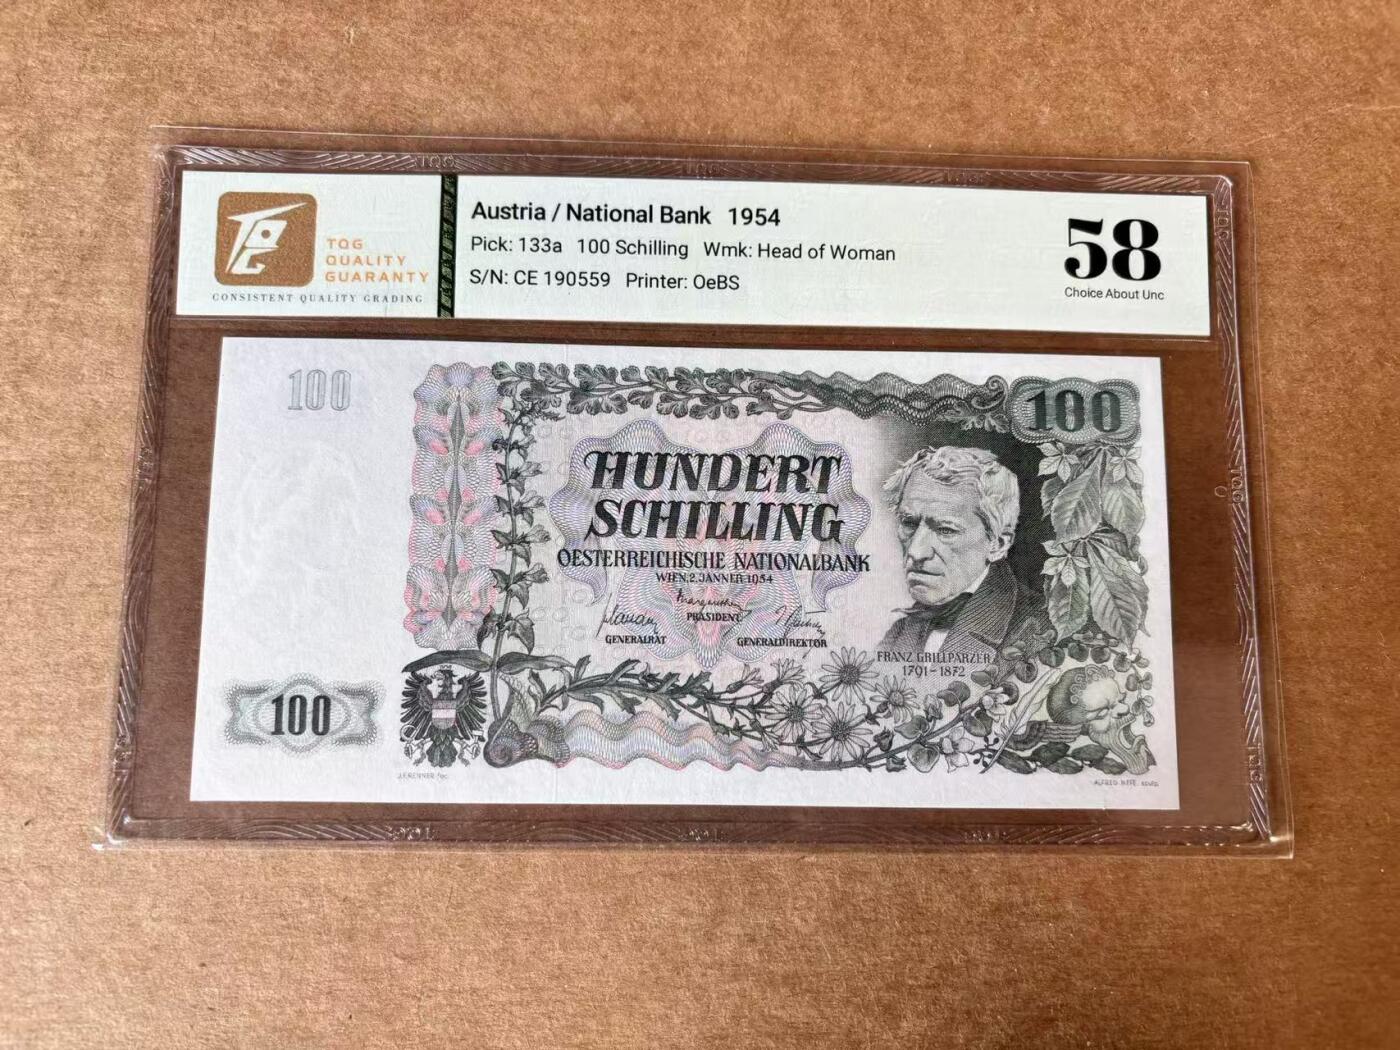 TQG
QUALITY
GUARANTY
CONSISTENT QUALITY GRADING
Austria / National Bank 1954
Pick: 133a 100 Schilling Wmk: Head of Woman
S/N: CE 190559 Printer: OeBS
58
Choice About Unc
100
100
HUNDERT
SCHILLING
OESTERREICHISCHE NATIONALBANK
WIEN, 2. JÄNNER 1954
PRÄSIDENT
GENERALRAT
GENERALDIREKTOR
FRANZ GRILLPARZER
1791-1872
100